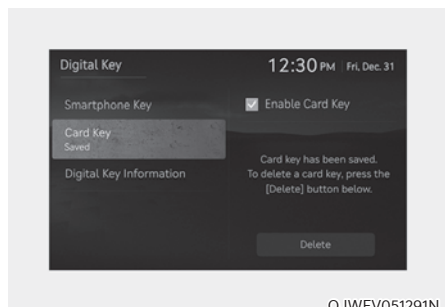 Digital Key
12:30 PM Fri, Dec. 31
Smartphone Key
Enable Card Key
Card Key
Saved
Digital Key Information
Card key has been saved.
To delete a card key, press the
[Delete] button below.
Delete